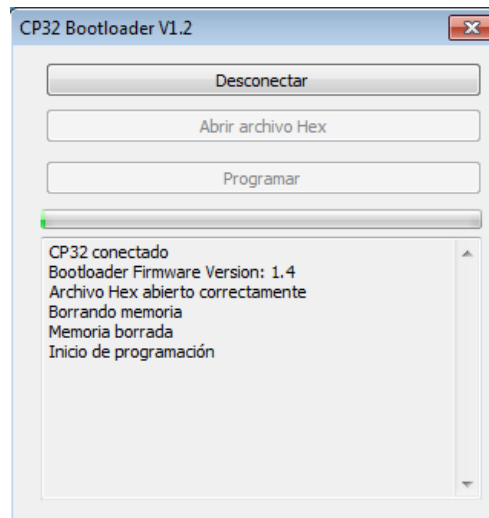 CP32 Bootloader V1.2
Desconectar
Abrir archivo Hex
Programar
CP32 conectado
Bootloader Firmware Version: 1.4
Archivo Hex abierto correctamente
Borrando memoria
Memoria borrada
Inicio de programación